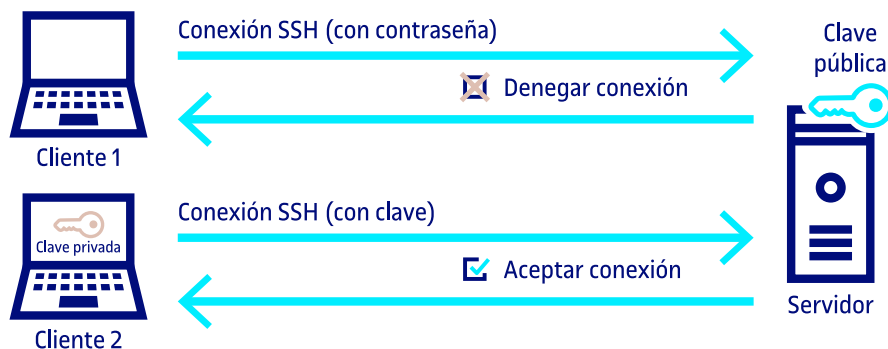 Conexión SSH (con contraseña)
Denegar conexión
Cliente 1
Clave
pública
Clave privada
Conexión SSH (con clave)
Aceptar conexión
Cliente 2
Servidor